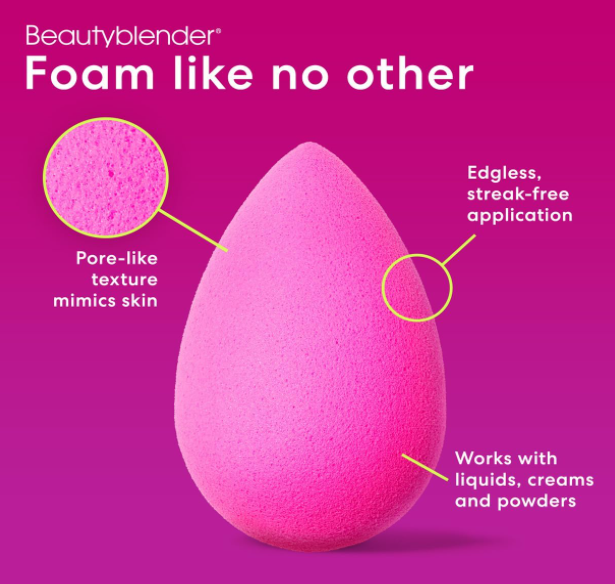 Beautyblender®
Foam like no other
Edgless,
streak-free
application
Pore-like
texture
mimics skin
Works with
liquids, creams
and powders